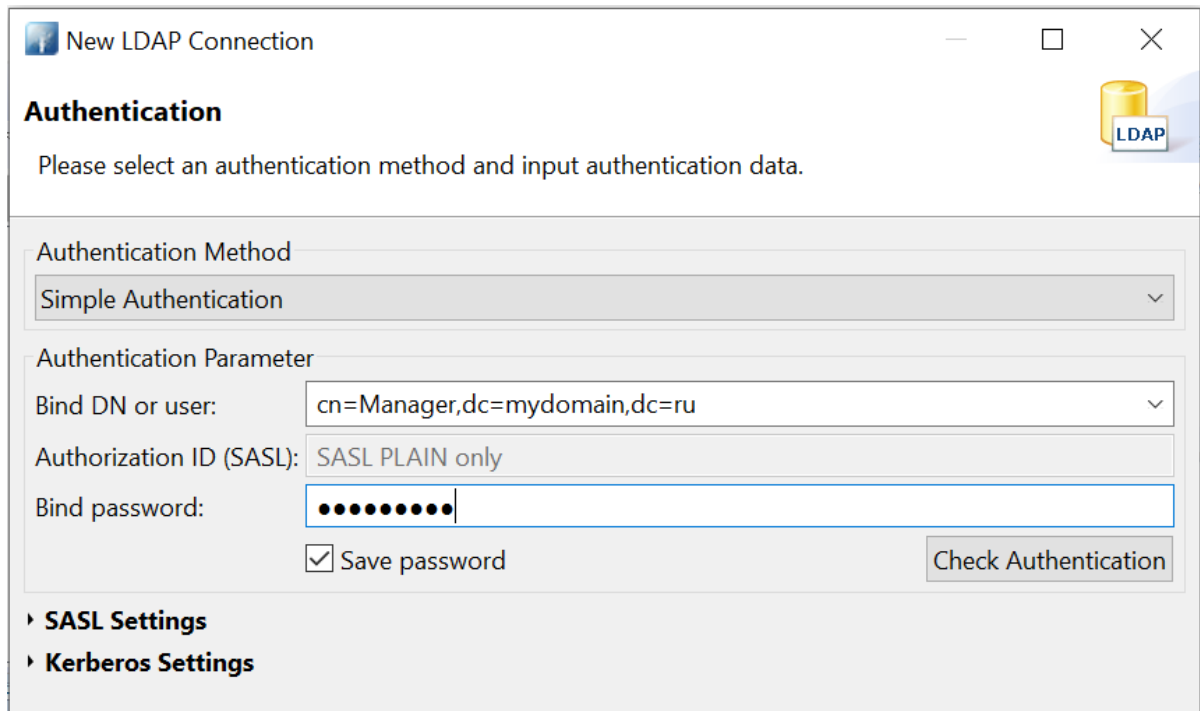 New LDAP Connection
Authentication
LDAP
Please select an authentication method and input authentication data.
Authentication Method
Simple Authentication
Authentication Parameter
Bind DN or user: cn=Manager,dc=mydomain,dc=ru
Authorization ID (SASL): SASL PLAIN only
Bind password: ●●●●●●●●●
Save password Check Authentication
SASL Settings
Kerberos Settings